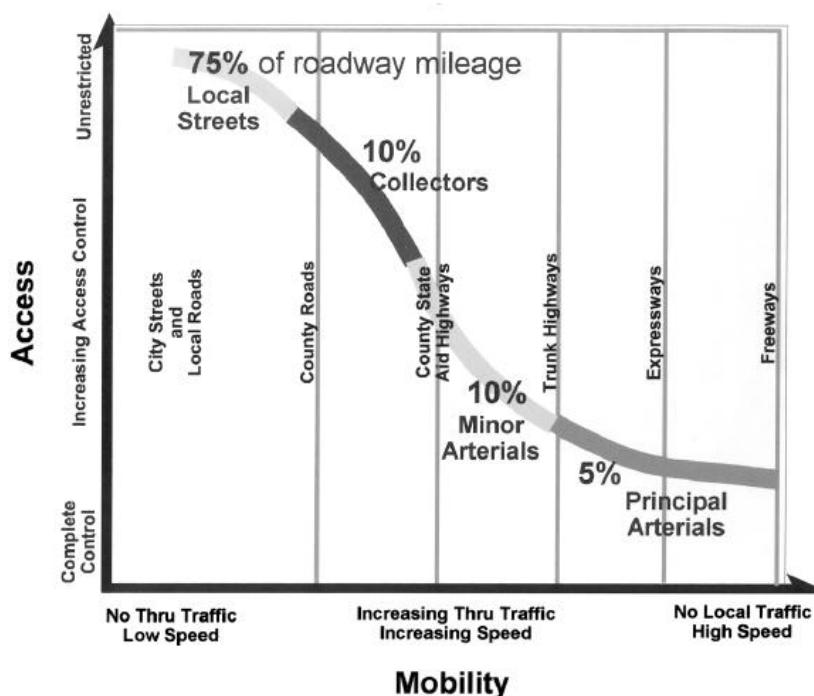 75% of roadway mileage
Local
Streets
10%
Collectors
10%
Minor
Arterials
5%
Principal
Arterials
City Streets
and
Local Roads
County Roads
County State
Aid Highways
Trunk Highways
Expressways
Freeways
Access
Unrestricted
Increasing Access Control
Complete
Control
No Thru Traffic
Low Speed
Increasing Thru Traffic
Increasing Speed
No Local Traffic
High Speed
Mobility